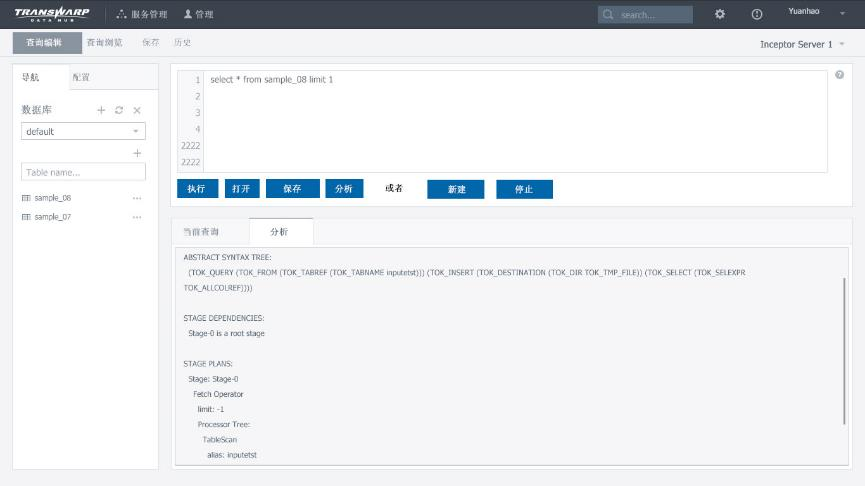 TRANSWARP
DATA HUB
服务管理
管理
search...
Yuanhao
查询编辑
查询浏览
保存
历史
Inceptor Server 1
导航
配置
数据库
default
Table name...
sample_08
sample_07
1 select * from sample_08 limit 1
2
3
4
2222
2222
执行
打开
保存
分析
或者
新建
停止
当前查询
分析
ABSTRACT SYNTAX TREE:
(TOK_QUERY (TOK_FROM (TOK_TABREF (TOK_TABNAME inputetst))) (TOK_INSERT (TOK_DESTINATION (TOK_DIR TOK_TMP_FILE)) (TOK_SELECT (TOK_SELEXPR
TOK_ALLCOLREF))))
STAGE DEPENDENCIES:
Stage-0 is a root stage
STAGE PLANS:
Stage: Stage-0
Fetch Operator
limit: -1
Processor Tree:
TableScan
alias: inputetst